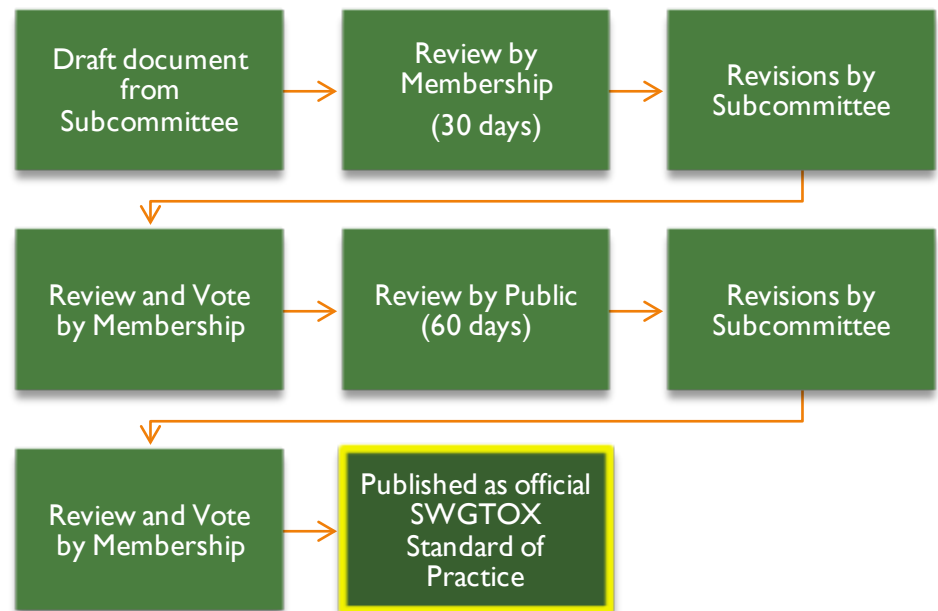 Draft document
from
Subcommittee
Review by
Membership
(30 days)
Revisions by
Subcommittee
Review and Vote
by Membership
Review by Public
(60 days)
Revisions by
Subcommittee
Review and Vote
by Membership
Published as official
SWGTOX
Standard of
Practice